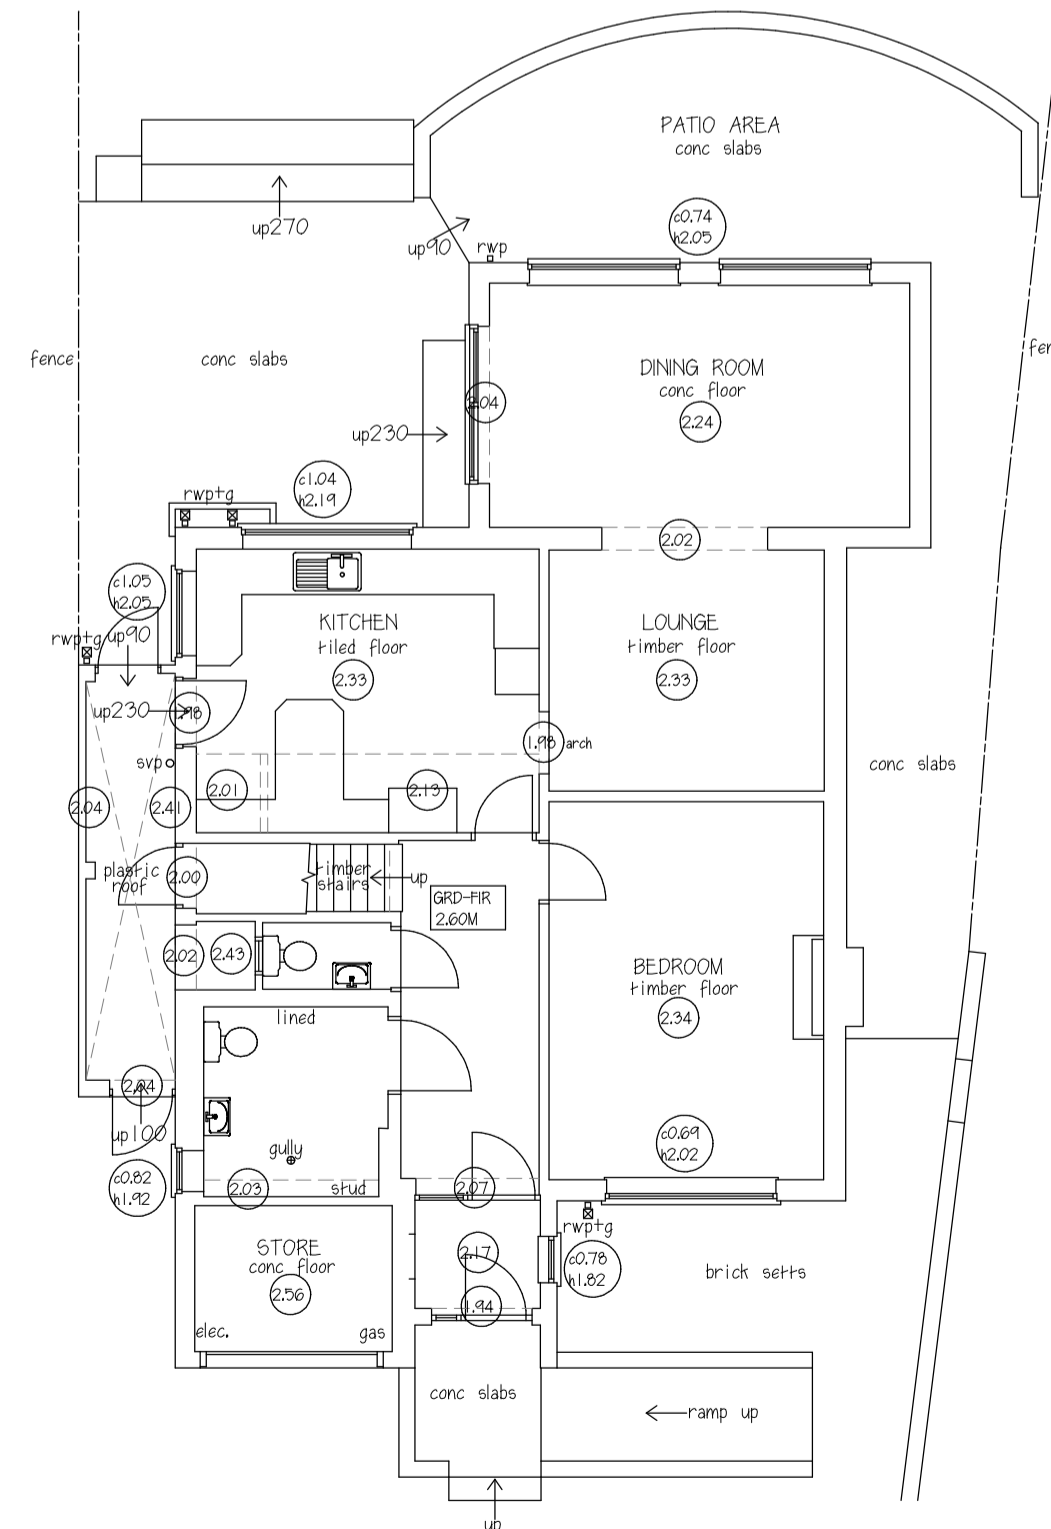 PATIO AREA
conc slabs
up270
up90
rwp
c0.74
h2.05
fence
conc slabs
DINING ROOM
conc floor
2.24
2.04
up230
c1.04
h2.19
rwp+g
2.02
c1.05
h2.05
rwp+g
up90
KITCHEN
tiled floor
2.33
LOUNGE
timber floor
2.33
up230
1.98
svp
1.98 arch
conc slabs
2.04
2.41
2.01
2.13
plastic
roof
2.00
timber
stairs
up
GRD-FIR
2.60M
2.02
2.43
BEDROOM
timber floor
2.34
lined
2.04
up100
gully
c0.82
h1.92
2.03
stud
2.07
c0.69
h2.02
rwp+g
c0.78
h1.82
STORE
conc floor
2.56
2.17
1.94
brick setts
elec.
gas
conc slabs
ramp up
up